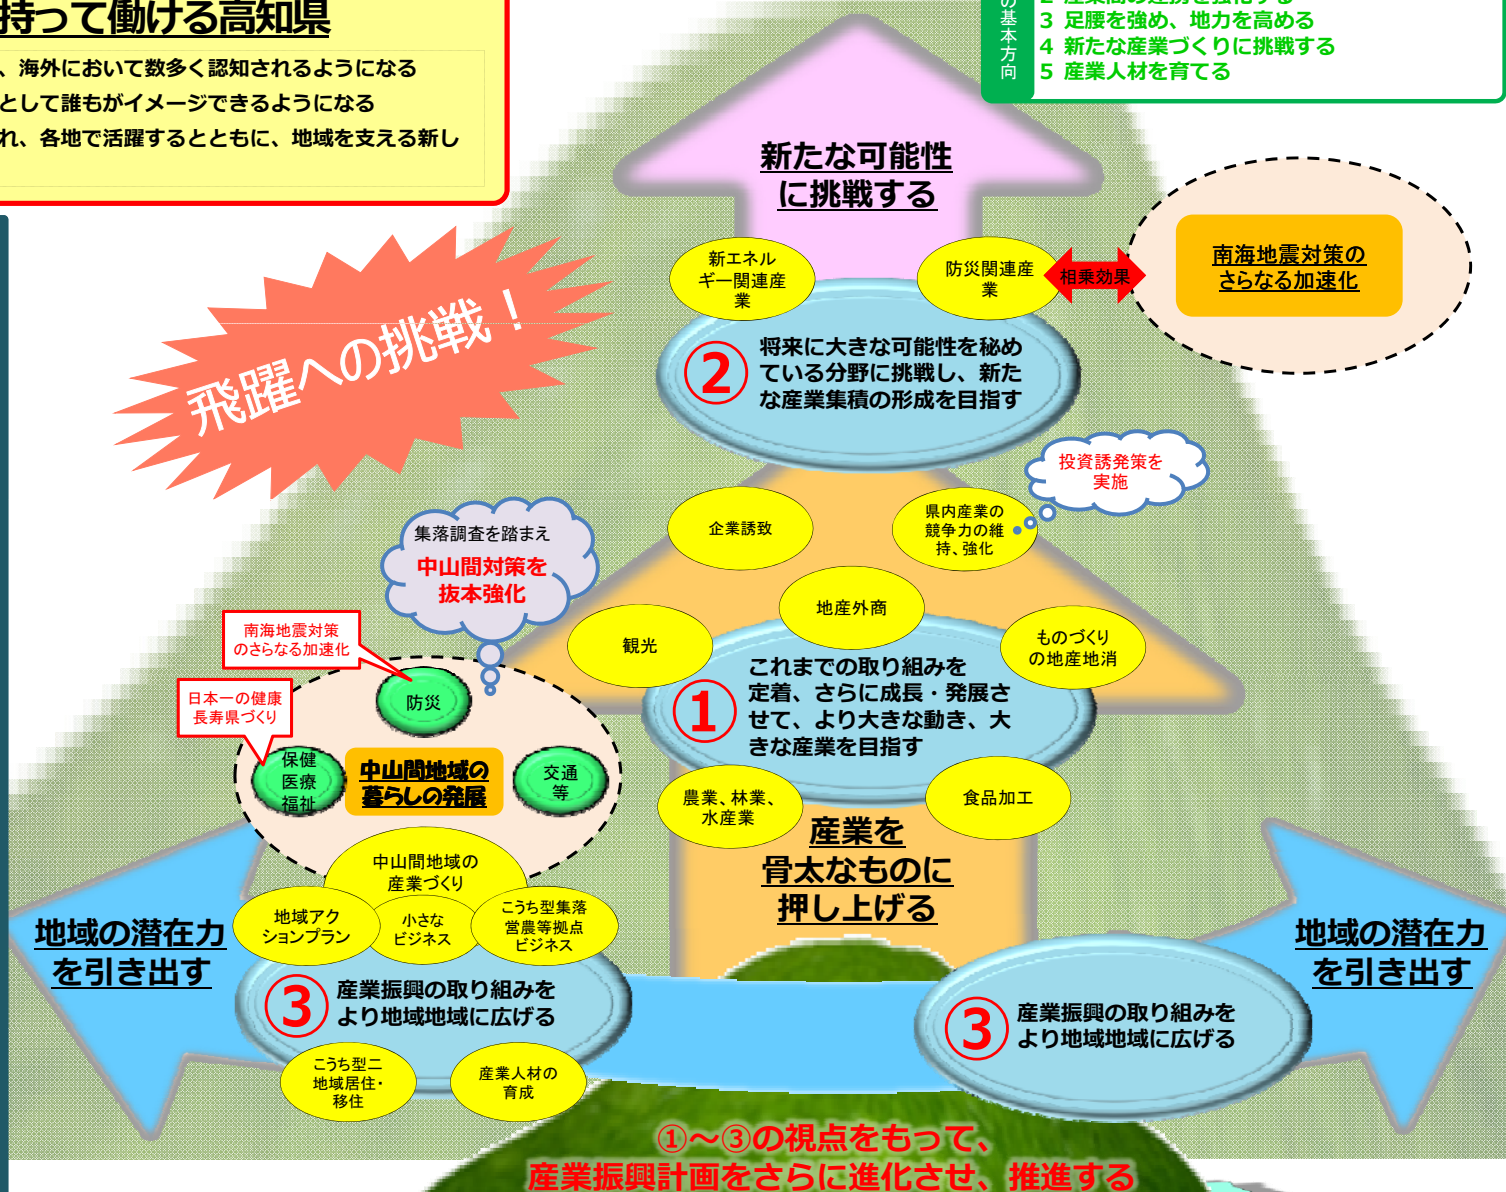 持って働ける高知県
、海外において数多く認知されるようになる
として誰もがイメージできるようになる
れ、各地で活躍するとともに、地域を支える新し
の基本方向
2 産業間の連携を強化する
3 足腰を強め、地力を高める
4 新たな産業づくりに挑戦する
5 産業人材を育てる
新たな可能性
に挑戦する
新エネル
ギー関連産
業
防災関連産
業
相乗効果
南海地震対策の
さらなる加速化
飛躍への挑戦！
②
将来に大きな可能性を秘め
ている分野に挑戦し、新た
な産業集積の形成を目指す
投資誘発策を
実施
企業誘致
県内産業の
競争力の維
持、強化
集落調査を踏まえ
中山間対策を
抜本強化
地産外商
観光
ものづくり
の地産地消
南海地震対策
のさらなる加速化
日本一の健康
長寿県づくり
防災
保健
医療
福祉
中山間地域の
暮らしの発展
交通
等
①
これまでの取り組みを
定着、さらに成長・発展さ
せて、より大きな動き、大
きな産業を目指す
農業、林業、
水産業
食品加工
産業を
骨太なものに
押し上げる
中山間地域の
産業づくり
地域アク
ションプラン
小さな
ビジネス
こうち型集落
営農等拠点
ビジネス
地域の潜在力
を引き出す
③
産業振興の取り組みを
より地域地域に広げる
こうち型二
地域居住・
移住
産業人材の
育成
③
産業振興の取り組みを
より地域地域に広げる
地域の潜在力
を引き出す
①～③の視点をもって、
産業振興計画をさらに進化させ、推進する